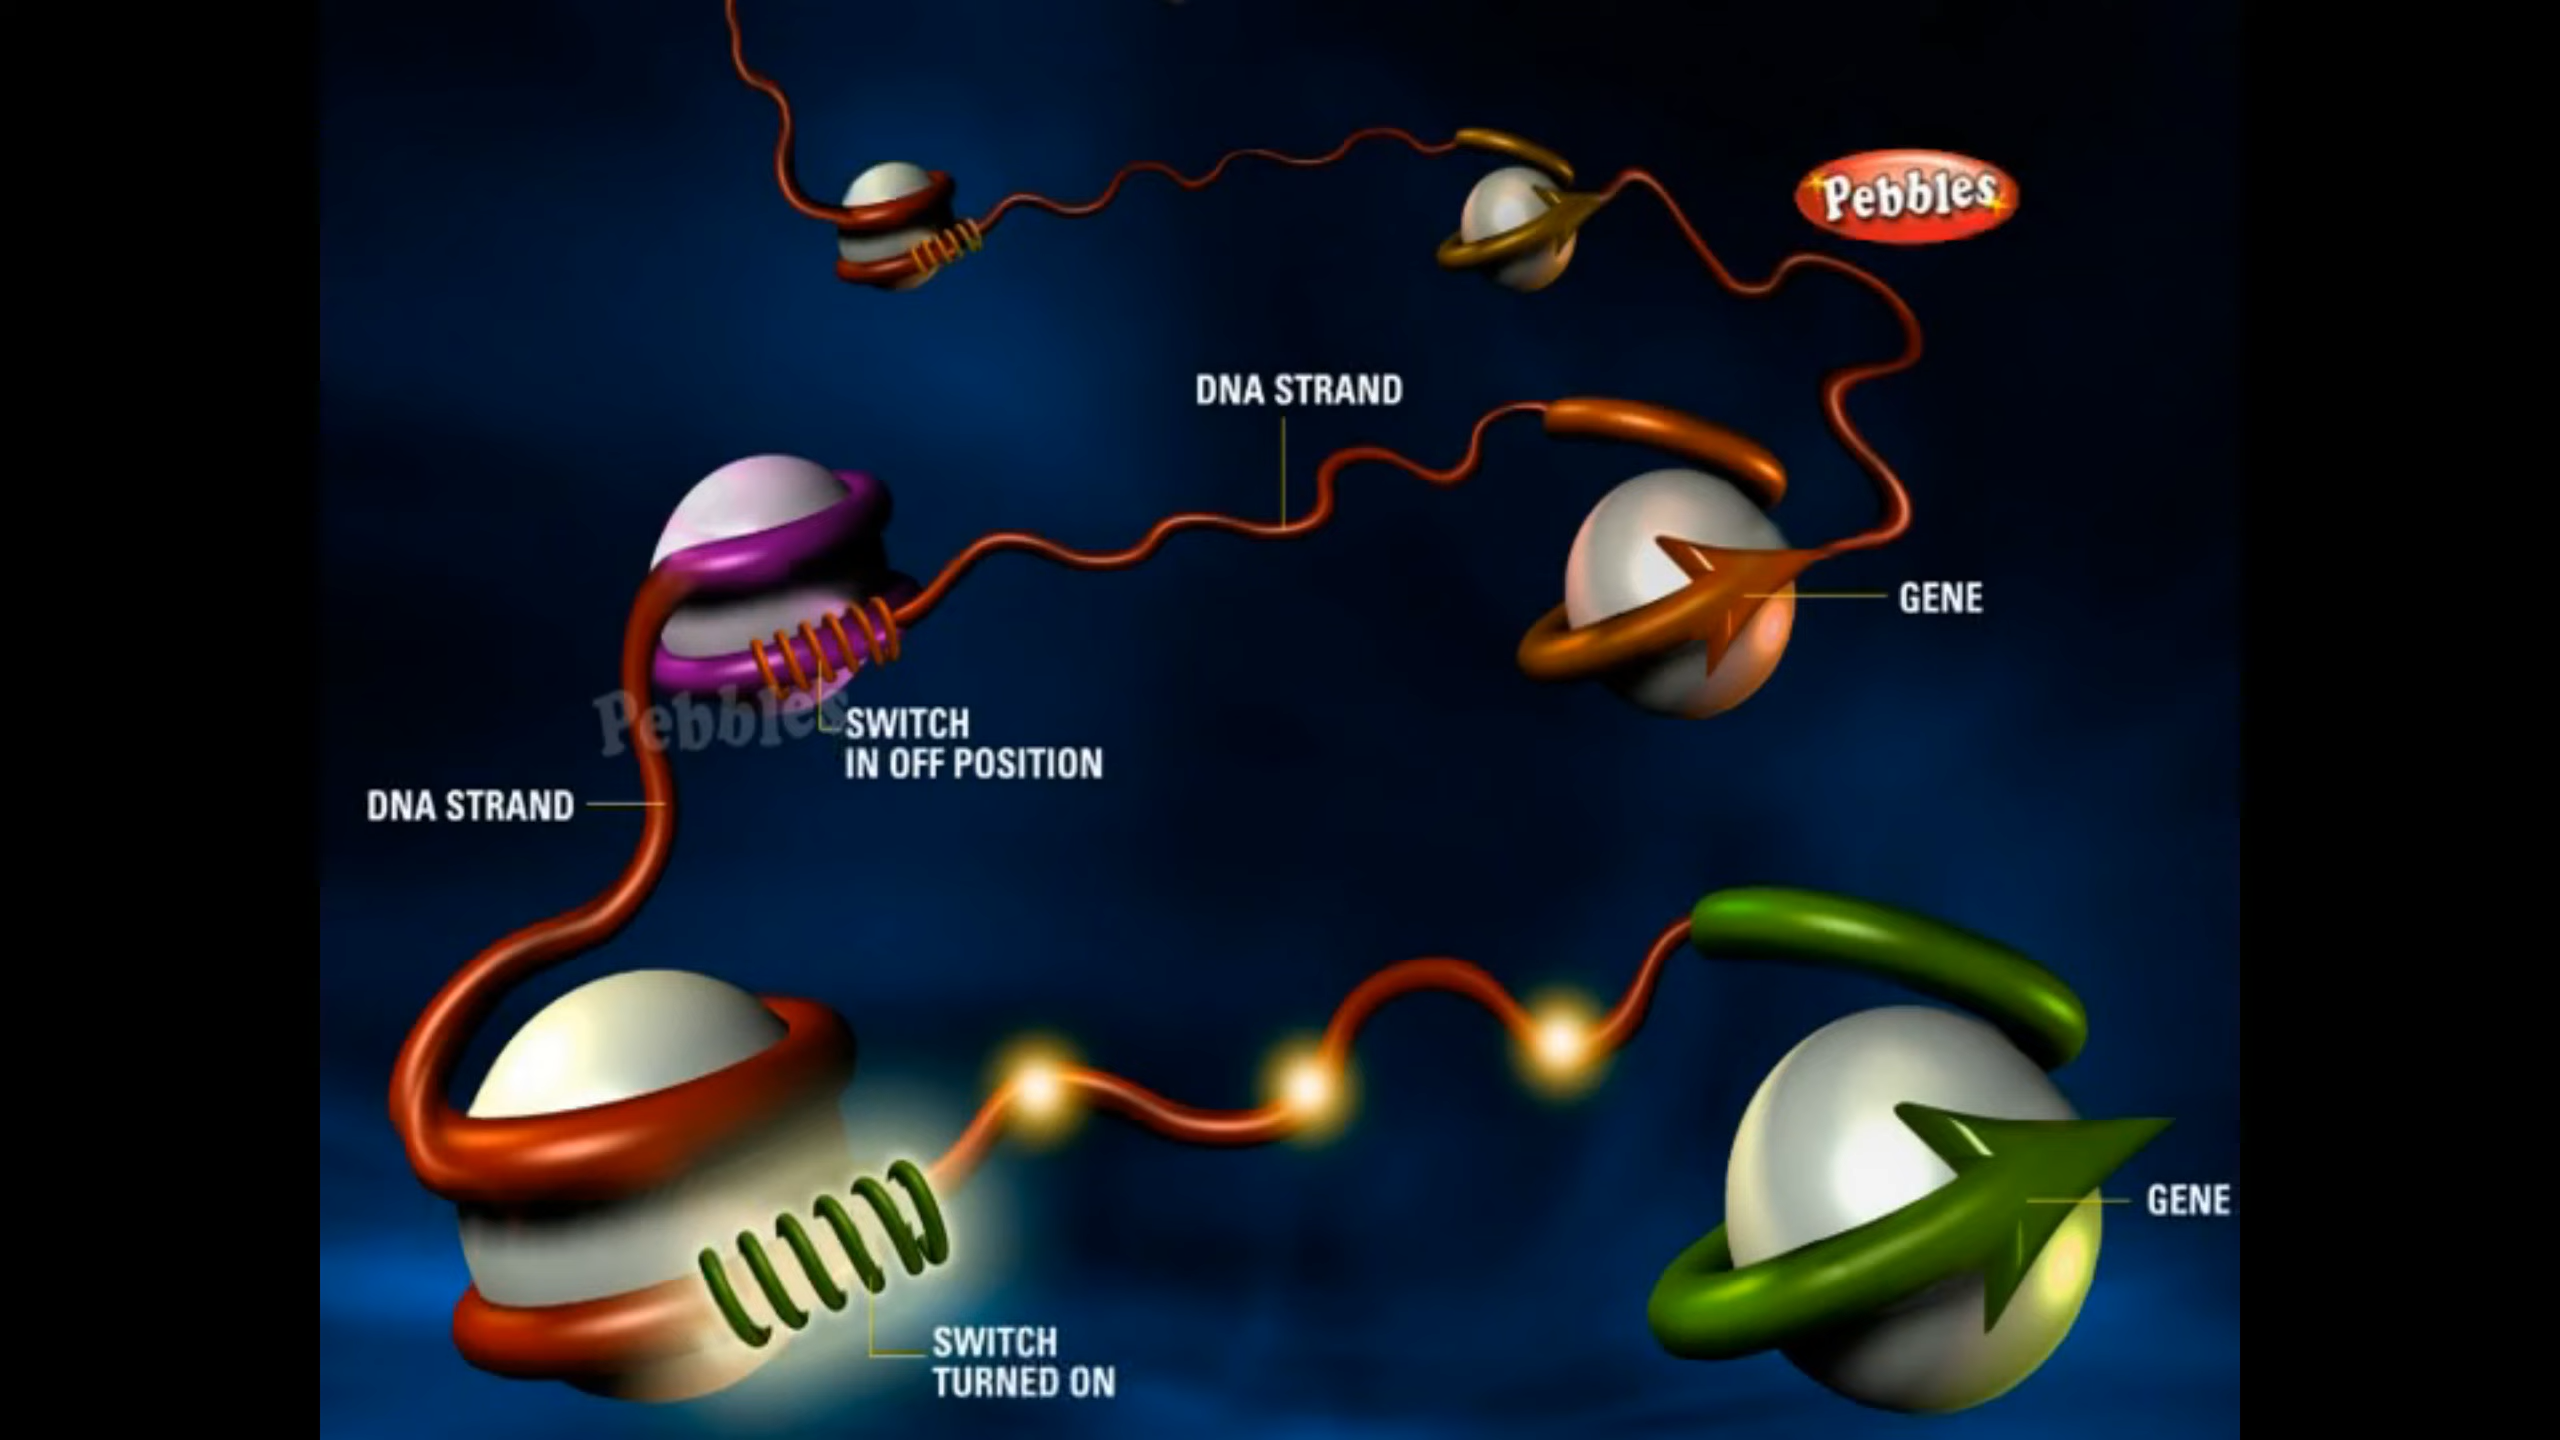 Pebbles
DNA STRAND
GENE
Pebbles
SWITCH
IN OFF POSITION
DNA STRAND
GENE
SWITCH
TURNED ON